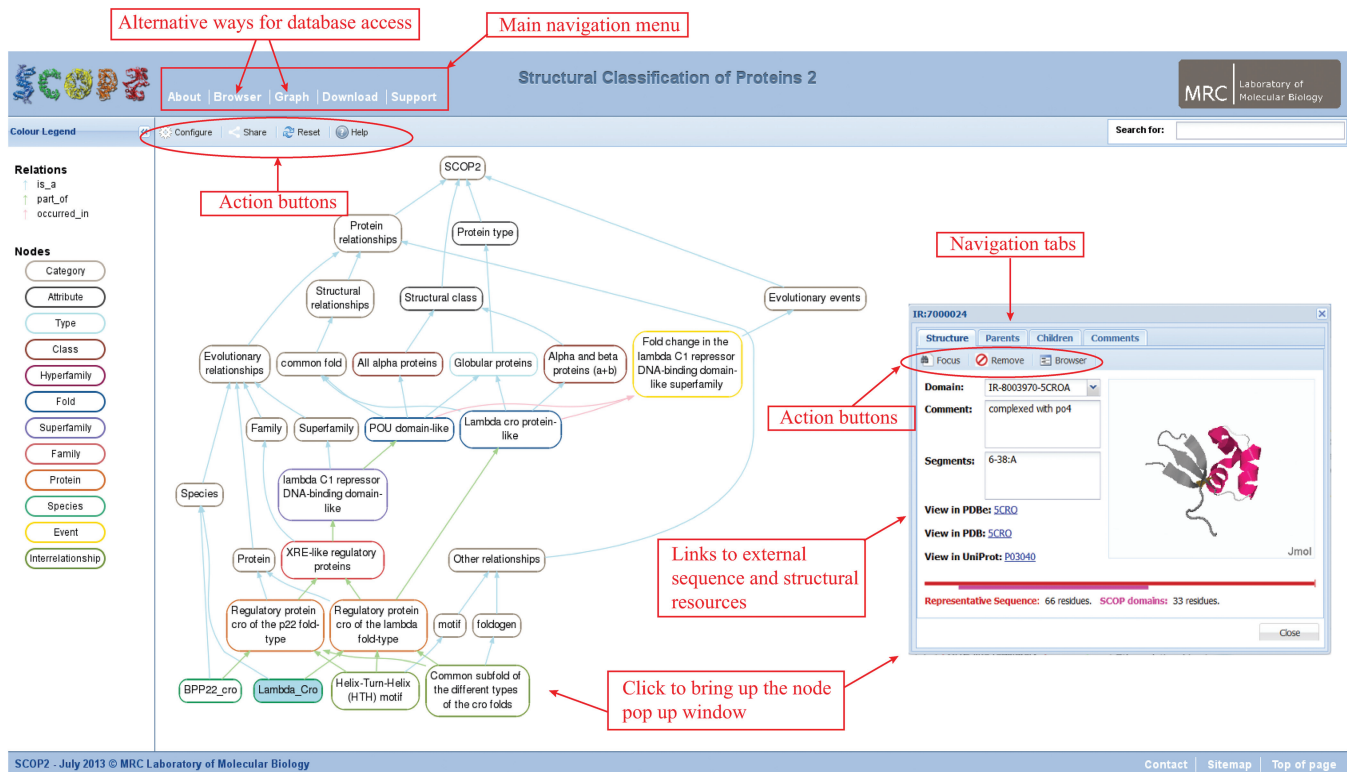 Alternative ways for database access
Main navigation menu
SCOP2
Structural Classification of Proteins 2
MRC
Laboratory of
Molecular Biology
About | Browser | Graph | Download | Support
Colour Legend
Configure
Share
Reset
Help
Search for:
Relations
is_a
part_of
occurred_in
Action buttons
Nodes
Category
Attribute
Type
Class
Hyperfamily
Fold
Superfamily
Family
Protein
Species
Event
Interrelationship
SCOP2
Protein
relationships
Protein type
Structural
relationships
Structural class
Evolutionary events
Evolutionary
relationships
common fold
All alpha proteins
Globular proteins
Alpha and beta
proteins (a+b)
Fold change in the
lambda C1 repressor
DNA-binding domain-
like superfamily
Family
Superfamily
POU domain-like
Lambda cro protein-
like
Species
lambda C1 repressor
DNA-binding domain-
like
Protein
XRE-like regulatory
proteins
Other relationships
Regulatory protein
cro of the p22 fold-
type
Regulatory protein
cro of the lambda
fold-type
motif
foldogen
BPP22_cro
Lambda_Cro
Helix-Turn-Helix
(HTH) motif
Common subfold of
the different types
of the cro folds
Navigation tabs
IR:7000024
Structure
Parents
Children
Comments
Focus
Remove
Browser
Action buttons
Domain:
IR-8003970-5CROA
Comment:
complexed with po4
Segments:
6-38:A
View in PDBe: 5CRO
View in PDB: 5CRO
View in UniProt: P03040
Jmol
Representative Sequence: 66 residues. SCOP domains: 33 residues.
Close
Links to external
sequence and structural
resources
Click to bring up the node
pop up window
SCOP2 - July 2013 © MRC Laboratory of Molecular Biology
Contact | Sitemap | Top of page